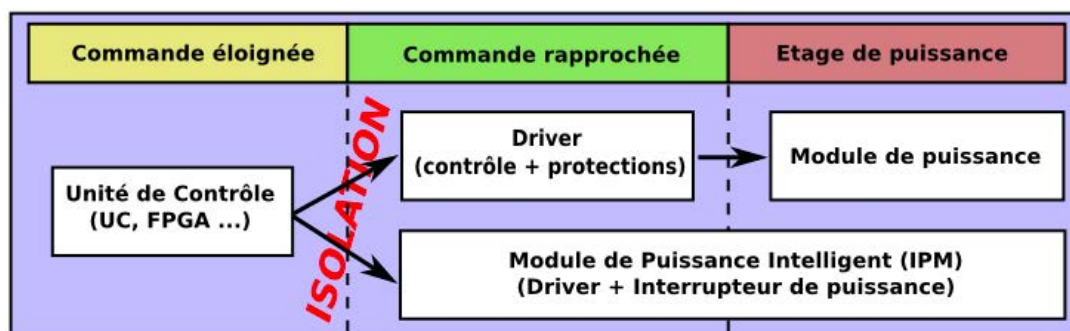 Commande éloignée
Commande rapprochée
Etage de puissance
ISOLATION
Driver
(contrôle + protections)
Module de puissance
Unité de Contrôle
(UC, FPGA ...)
Module de Puissance Intelligent (IPM)
(Driver + Interrupteur de puissance)